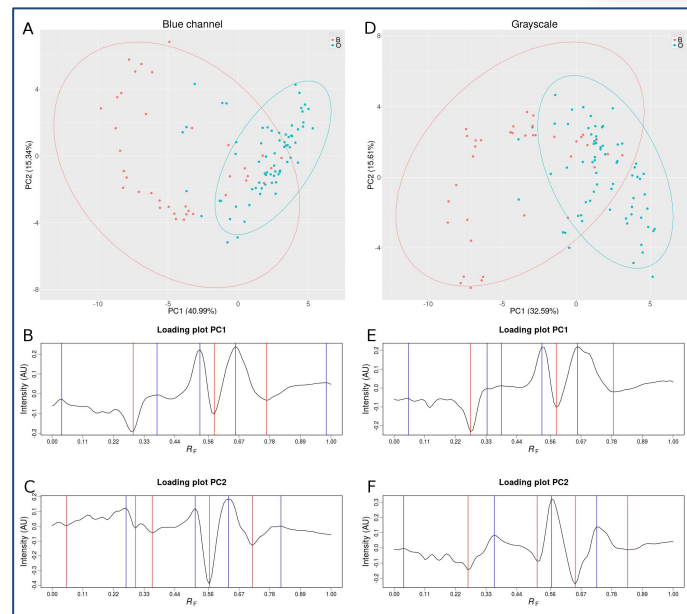 A
Blue channel
B
O
4
0
-4
-8
-10
-5
0
5
PC2 (15.34%)
PC1 (40.99%)
D
Grayscale
B
O
4
0
-4
-10
-5
0
5
PC2 (15.61%)
PC1 (32.59%)
B
Loading plot PC1
Intensity (AU)
0.2
0.1
0.0
-0.1
-0.2
0.00 0.11 0.22 0.33 0.44 0.56 0.67 0.78 0.89 1.00
RF
E
Loading plot PC1
Intensity (AU)
0.2
0.1
0.0
-0.1
-0.2
0.00 0.11 0.22 0.33 0.44 0.56 0.67 0.78 0.89 1.00
RF
C
Loading plot PC2
Intensity (AU)
0.2
0.1
0.0
-0.1
-0.2
-0.3
-0.4
0.00 0.11 0.22 0.33 0.44 0.56 0.67 0.78 0.89 1.00
RF
F
Loading plot PC2
Intensity (AU)
0.3
0.2
0.1
0.0
-0.1
-0.2
0.00 0.11 0.22 0.33 0.44 0.56 0.67 0.78 0.89 1.00
RF